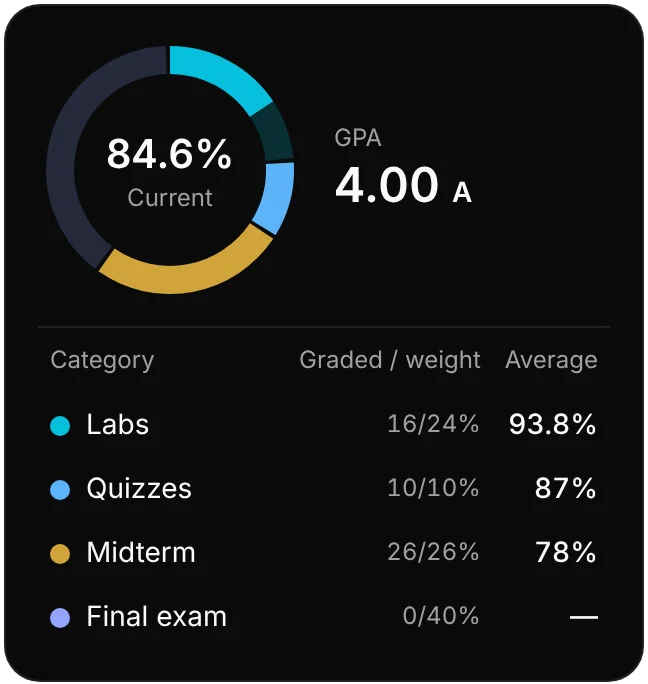 84.6%
Current
GPA
4.00 A
Category Graded / weight Average
Labs 16/24% 93.8%
Quizzes 10/10% 87%
Midterm 26/26% 78%
Final exam 0/40% —